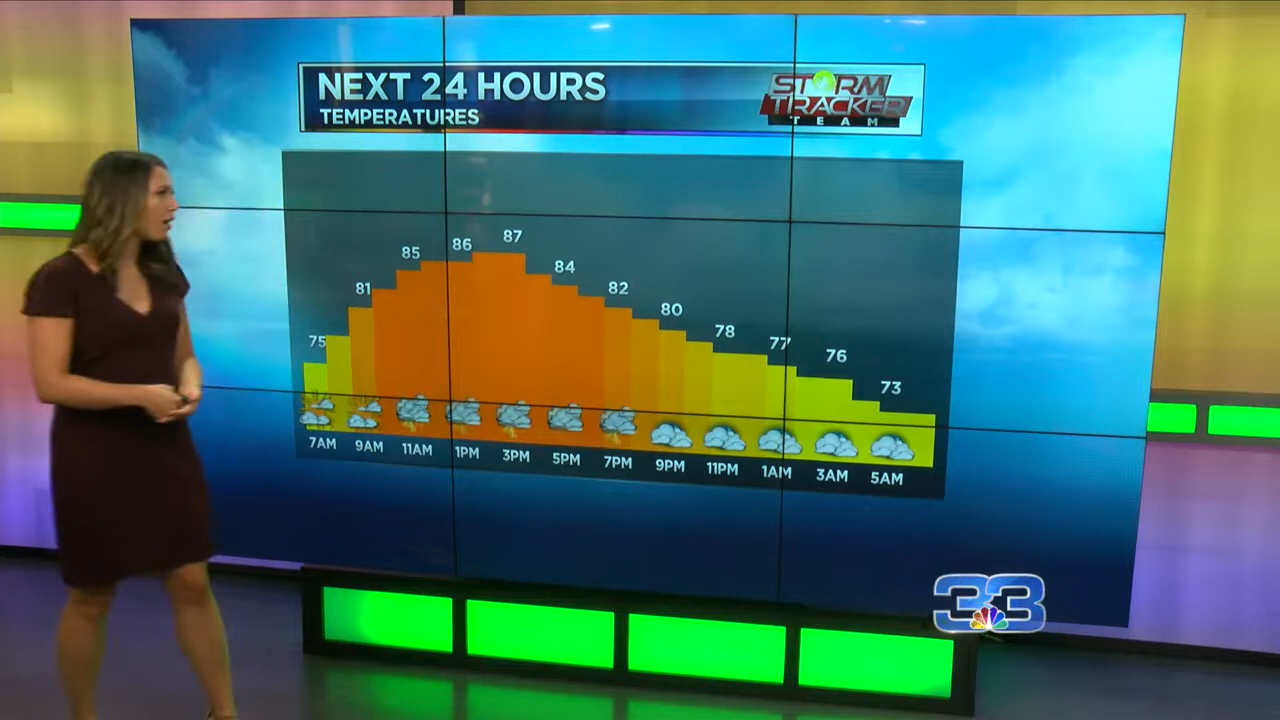 NEXT 24 HOURS
TEMPERATURES
STORM
TRACKER
TEAM
75 81 85 86 87 84 82 80 78 77 76 73
7AM 9AM 11AM 1PM 3PM 5PM 7PM 9PM 11PM 1AM 3AM 5AM
33